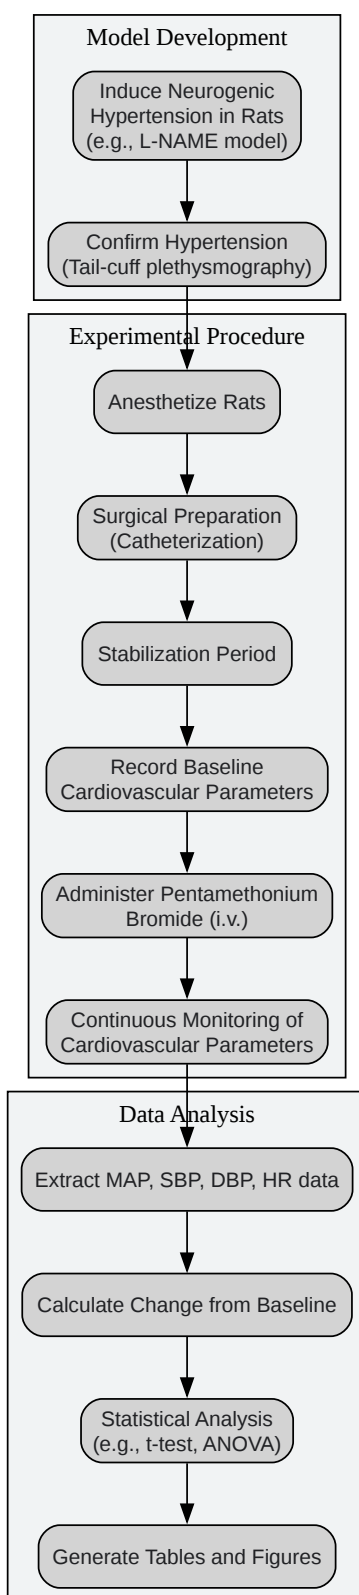 Model Development
Induce Neurogenic
Hypertension in Rats
(e.g., L-NAME model)
Confirm Hypertension
(Tail-cuff plethysmography)
Experimental Procedure
Anesthetize Rats
Surgical Preparation
(Catheterization)
Stabilization Period
Record Baseline
Cardiovascular Parameters
Administer Pentamethonium
Bromide (i.v.)
Continuous Monitoring of
Cardiovascular Parameters
Data Analysis
Extract MAP, SBP, DBP, HR data
Calculate Change from Baseline
Statistical Analysis
(e.g., t-test, ANOVA)
Generate Tables and Figures